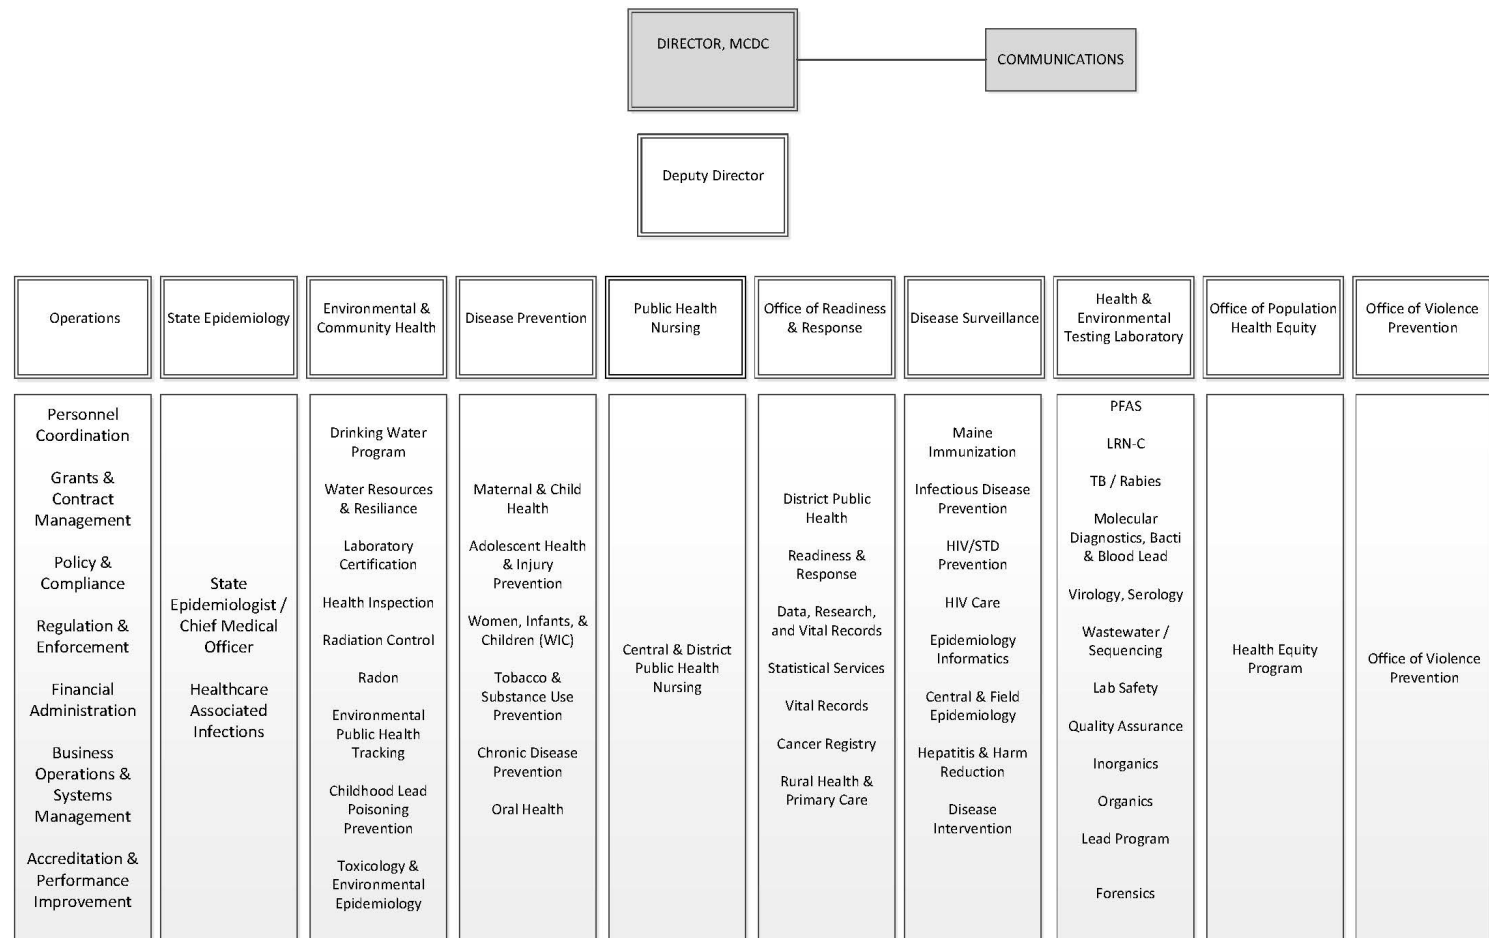 DIRECTOR, MCDC
COMMUNICATIONS
Deputy Director
Operations
State Epidemiology
Environmental &
Community Health
Disease Prevention
Public Health
Nursing
Office of Readiness
& Response
Disease Surveillance
Health &
Environmental
Testing Laboratory
Office of Population
Health Equity
Office of Violence
Prevention
Personnel
Coordination
Grants &
Contract
Management
Policy &
Compliance
Regulation &
Enforcement
Financial
Administration
Business
Operations &
Systems
Management
Accreditation &
Performance
Improvement
State
Epidemiologist /
Chief Medical
Officer
Healthcare
Associated
Infections
Drinking Water
Program
Water Resources
& Resiliance
Laboratory
Certification
Health Inspection
Radiation Control
Radon
Environmental
Public Health
Tracking
Childhood Lead
Poisoning
Prevention
Toxicology &
Environmental
Epidemiology
Maternal & Child
Health
Adolescent Health
& Injury
Prevention
Women, Infants, &
Children (WIC)
Tobacco &
Substance Use
Prevention
Chronic Disease
Prevention
Oral Health
Central & District
Public Health
Nursing
District Public
Health
Readiness &
Response
Data, Research,
and Vital Records
Statistical Services
Vital Records
Cancer Registry
Rural Health &
Primary Care
Maine
Immunization
Infectious Disease
Prevention
HIV/STD
Prevention
HIV Care
Epidemiology
Informatics
Central & Field
Epidemiology
Hepatitis & Harm
Reduction
Disease
Intervention
PFAS
LRN-C
TB / Rabies
Molecular
Diagnostics, Bacti
& Blood Lead
Virology, Serology
Wastewater /
Sequencing
Lab Safety
Quality Assurance
Inorganics
Organics
Lead Program
Forensics
Health Equity
Program
Office of Violence
Prevention